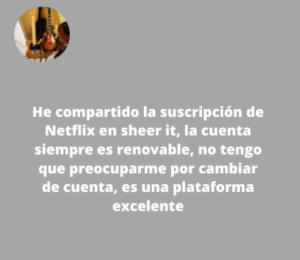 He compartido la suscripción de
Netflix en sheer it, la cuenta
siempre es renovable, no tengo
que preocuparme por cambiar
de cuenta, es una plataforma
excelente